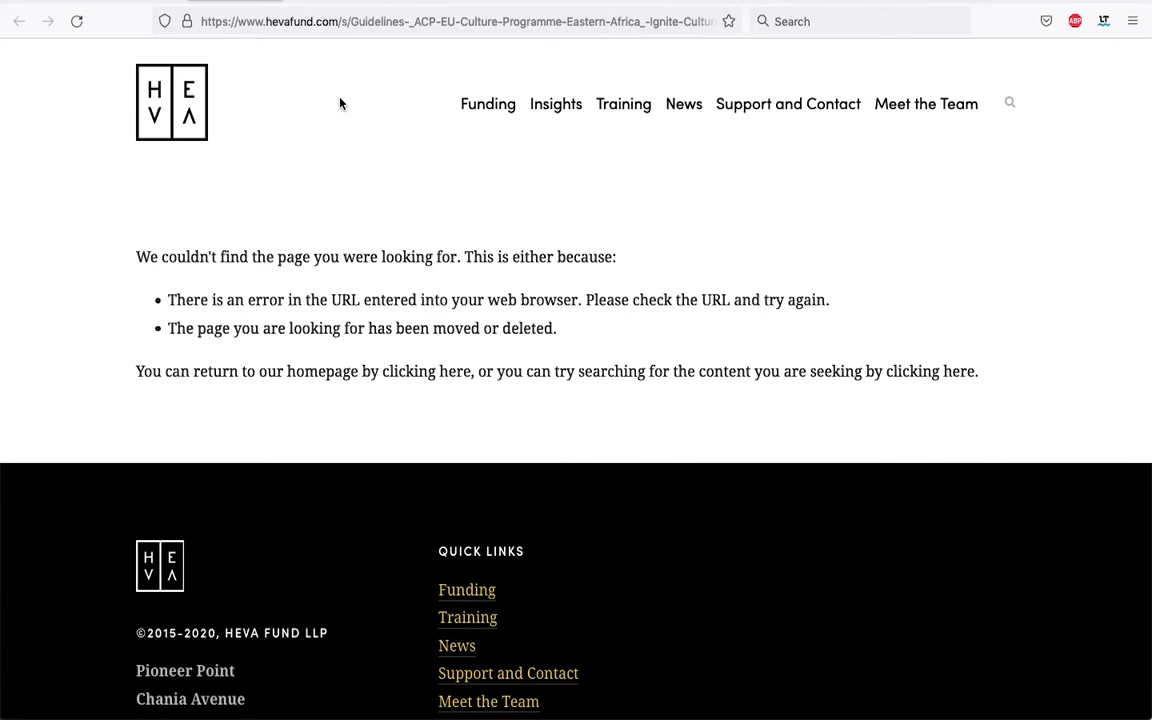 https://www.hevafund.com/s/Guidelines-_ACP-EU-Culture-Programme-Eastern-Africa_-Ignite-Cultur
Search
ABP
LT
H E
V A
Funding Insights Training News Support and Contact Meet the Team
We couldn't find the page you were looking for. This is either because:
• There is an error in the URL entered into your web browser. Please check the URL and try again.
• The page you are looking for has been moved or deleted.
You can return to our homepage by clicking here, or you can try searching for the content you are seeking by clicking here.
H E
V A
©2015-2020, HEVA FUND LLP
Pioneer Point
Chania Avenue
QUICK LINKS
Funding
Training
News
Support and Contact
Meet the Team